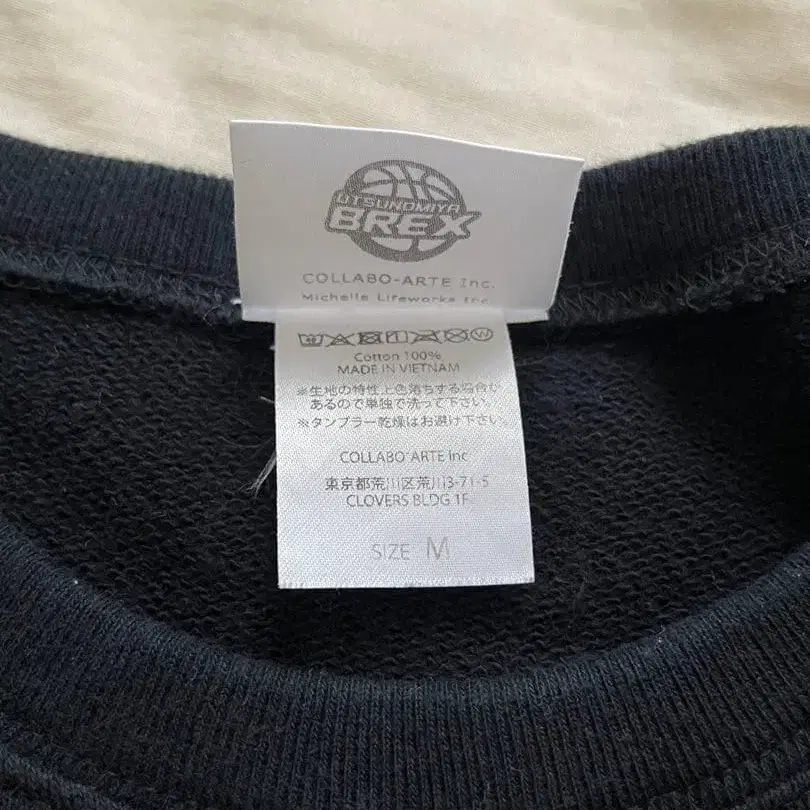 UTSUNOMIYA
BREX
COLLABO-ARTE Inc.
Michelle Lifeworks Inc.
40 W
Cotton 100%
MADE IN VIETNAM
※生地の特性上色落ちする場合が
あるので単独で洗って下さい。
※タンブラー乾燥はお避け下さい。
COLLABO'ARTE Inc
東京都荒川区荒川3-71-5
CLOVERS BLDG 1F
SIZE M